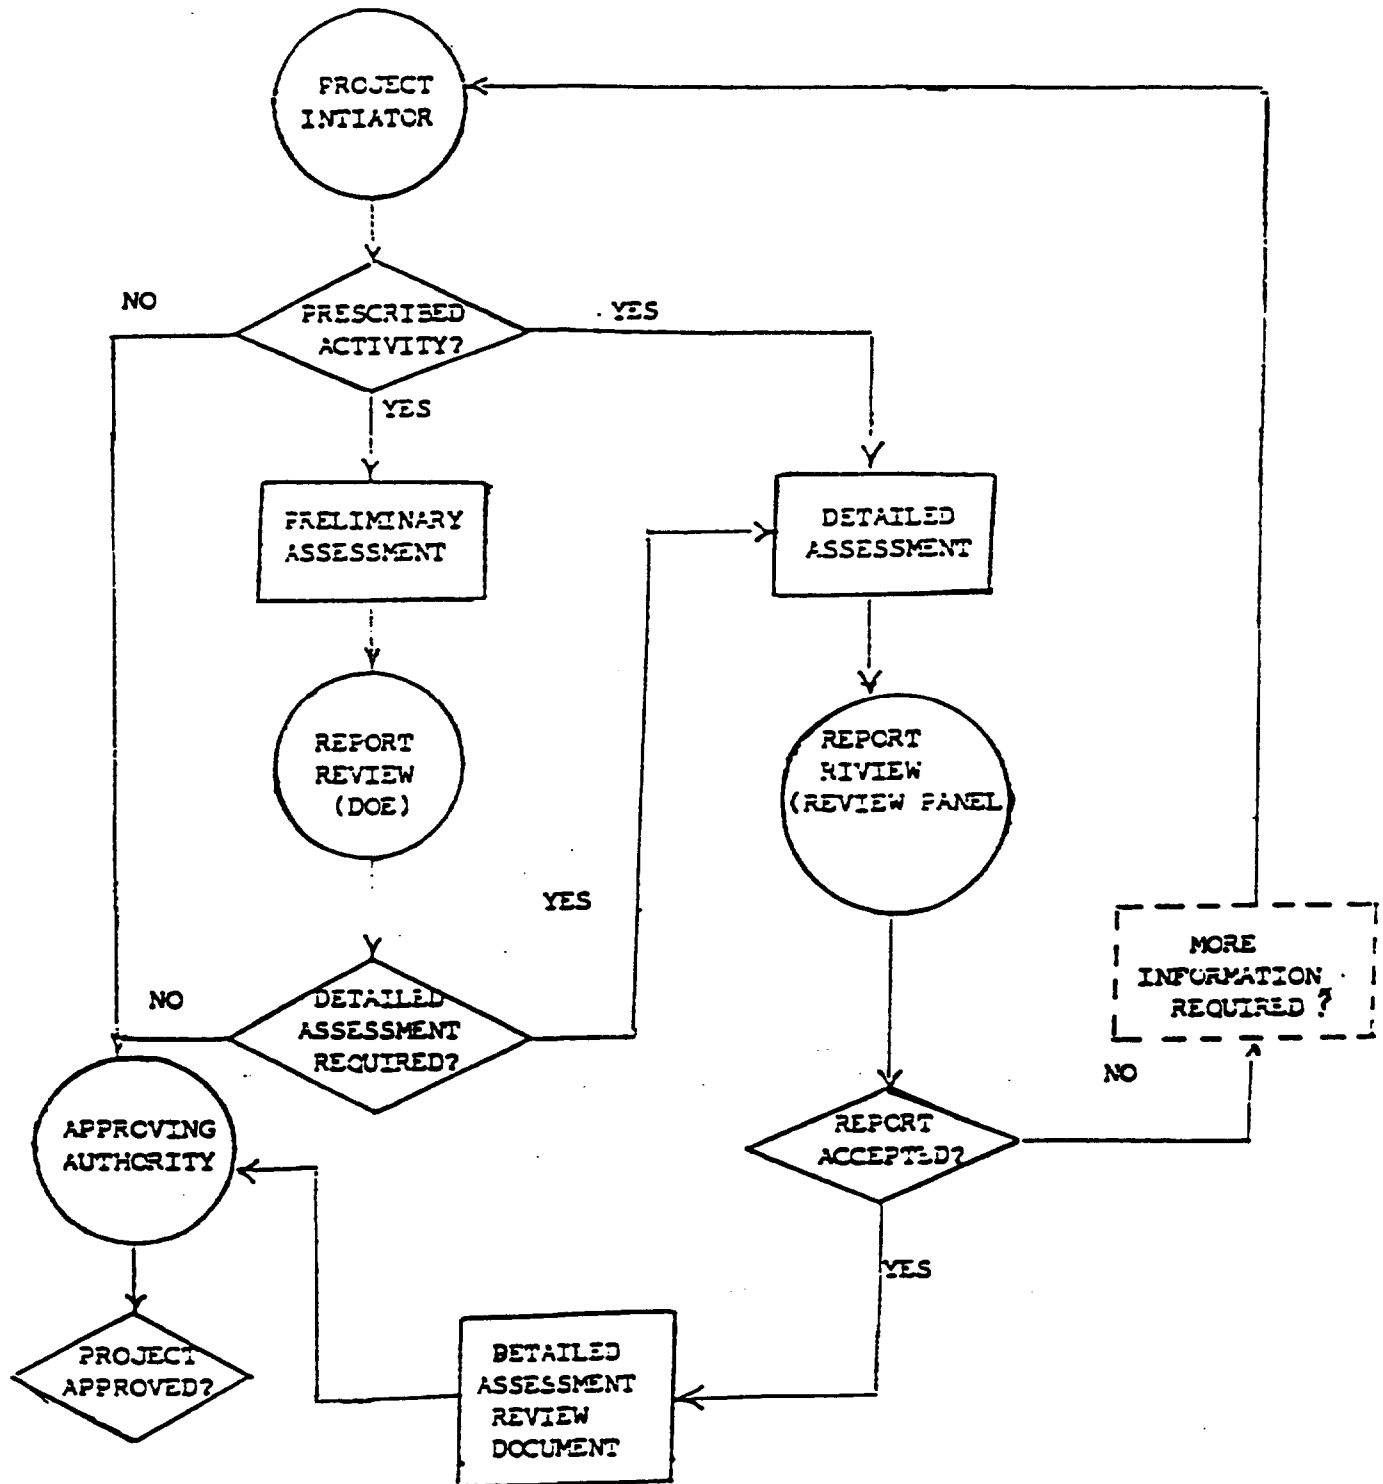 PROJECT
INTIATOR
NO
PRESCRIBED
ACTIVITY?
YES
YES
PRELIMINARY
ASSESSMENT
DETAILED
ASSESSMENT
REPORT
REVIEW
(DOE)
REPORT
RIVIEW
(REVIEW PANEL)
YES
NO
DETAILED
ASSESSMENT
REQUIRED?
MORE
INFORMATION
REQUIRED?
NO
APPROVING
AUTHORITY
REPORT
ACCEPTED?
YES
PROJECT
APPROVED?
DETAILED
ASSESSMENT
REVIEW
DOCUMENT